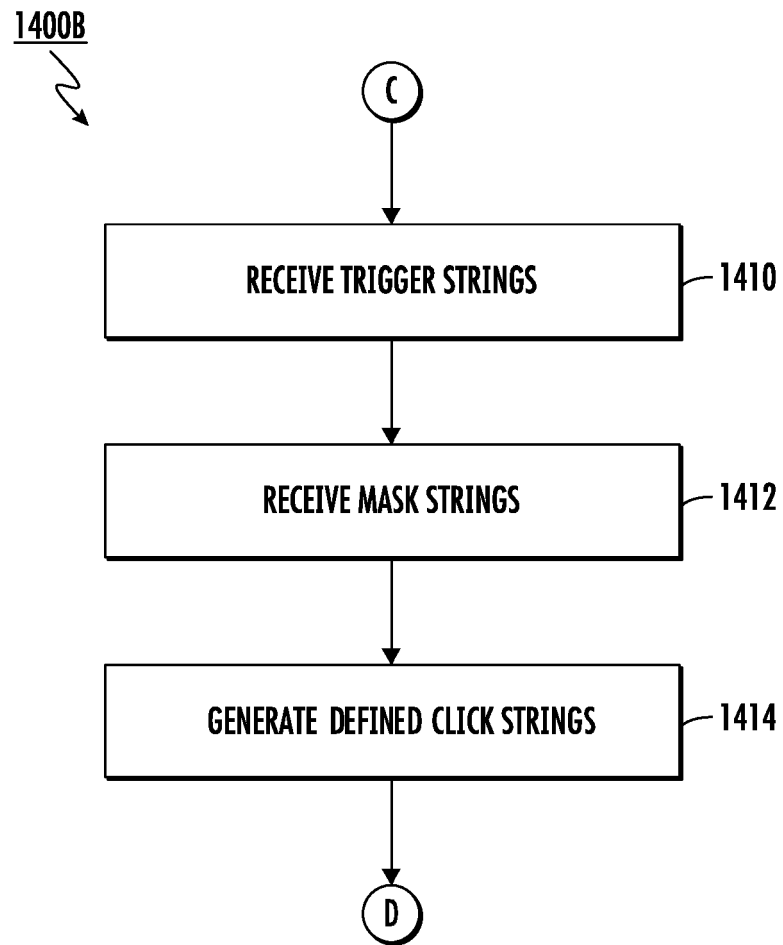 1400B
C
RECEIVE TRIGGER STRINGS
1410
RECEIVE MASK STRINGS
1412
GENERATE DEFINED CLICK STRINGS
1414
D